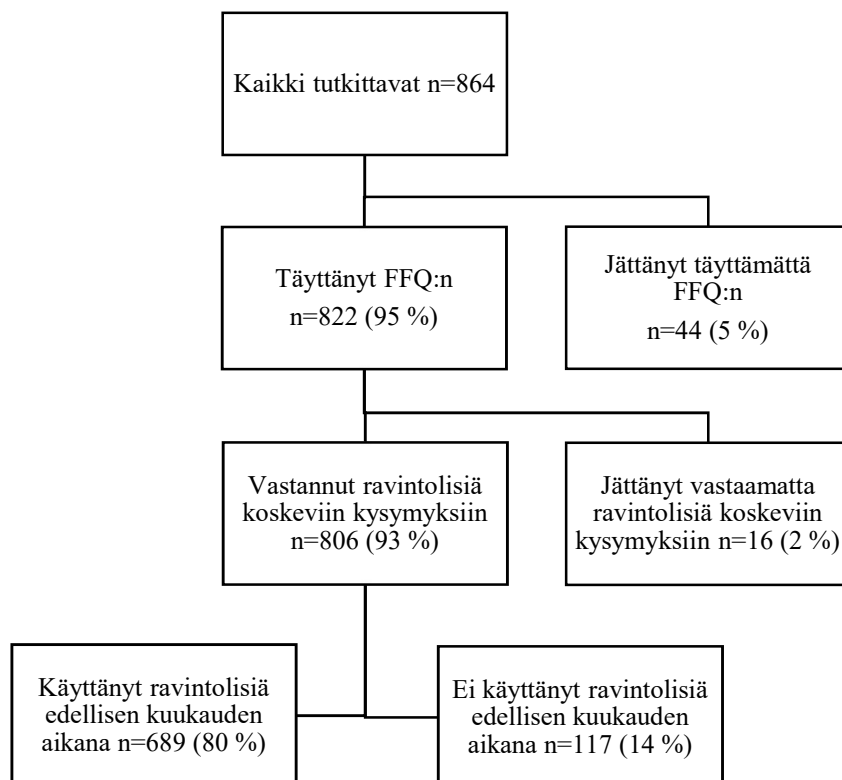 Kaikki tutkittavat n=864
Täyttänyt FFQ:n
n=822 (95 %)
Jättänyt täyttämättä
FFQ:n
n=44 (5 %)
Vastannut ravintolisiä
koskeviin kysymyksiin
n=806 (93 %)
Jättänyt vastaamatta
ravintolisiä koskeviin
kysymyksiin n=16 (2 %)
Käyttänyt ravintolisiä
edellisen kuukauden
aikana n=689 (80 %)
Ei käyttänyt ravintolisiä
edellisen kuukauden
aikana n=117 (14 %)